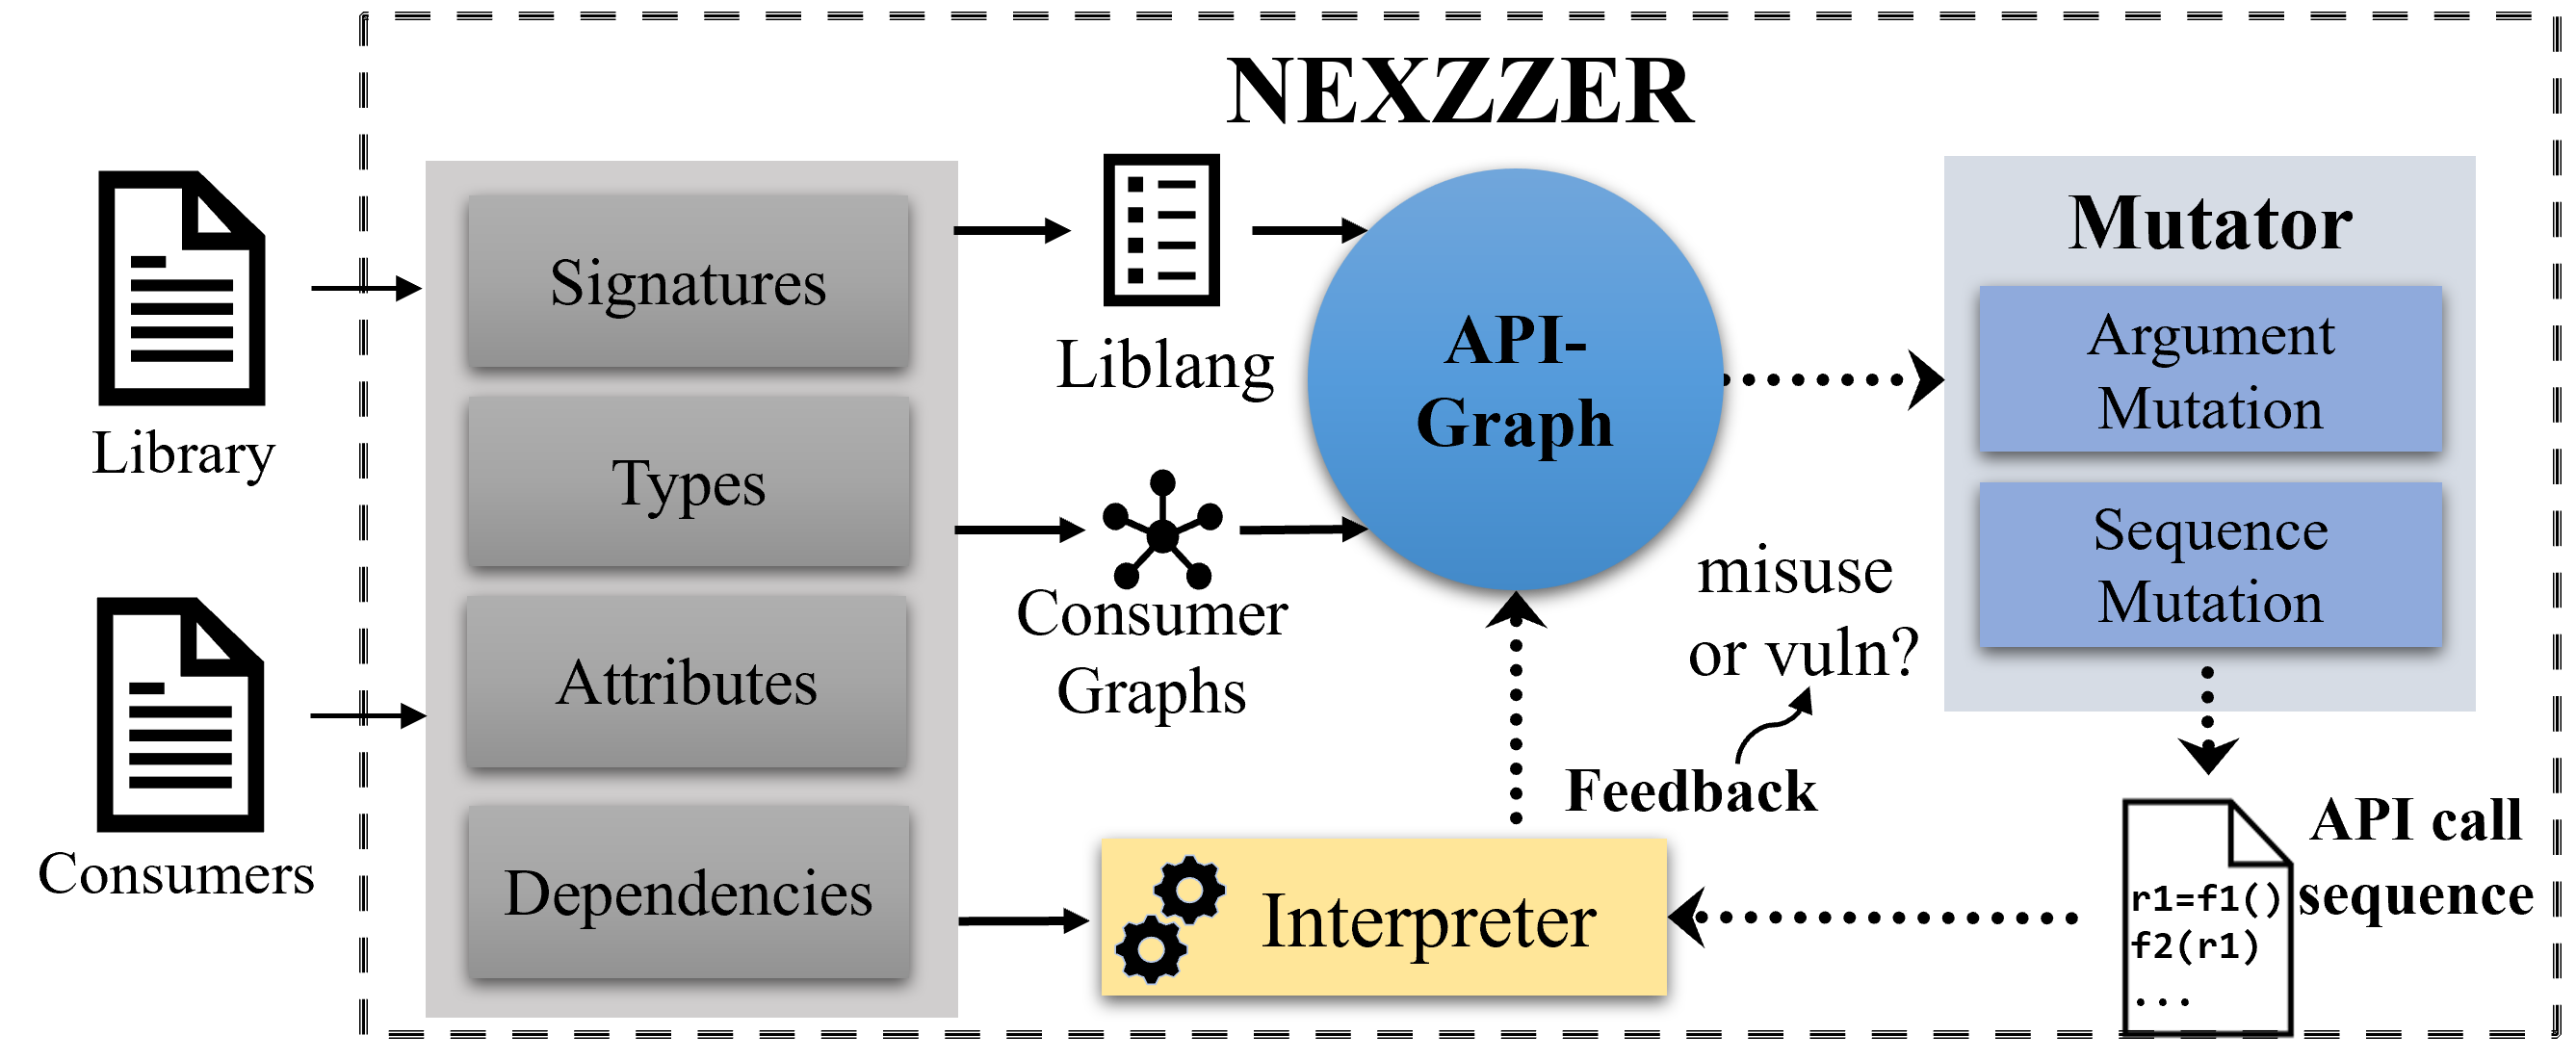 NEXZZER
Library
Consumers
Signatures
Types
Attributes
Dependencies
Liblang
Consumer
Graphs
API-
Graph
Mutator
Argument
Mutation
Sequence
Mutation
misuse
or vuln?
Feedback
Interpreter
API call
sequence
r1=f1()
f2(r1)
...